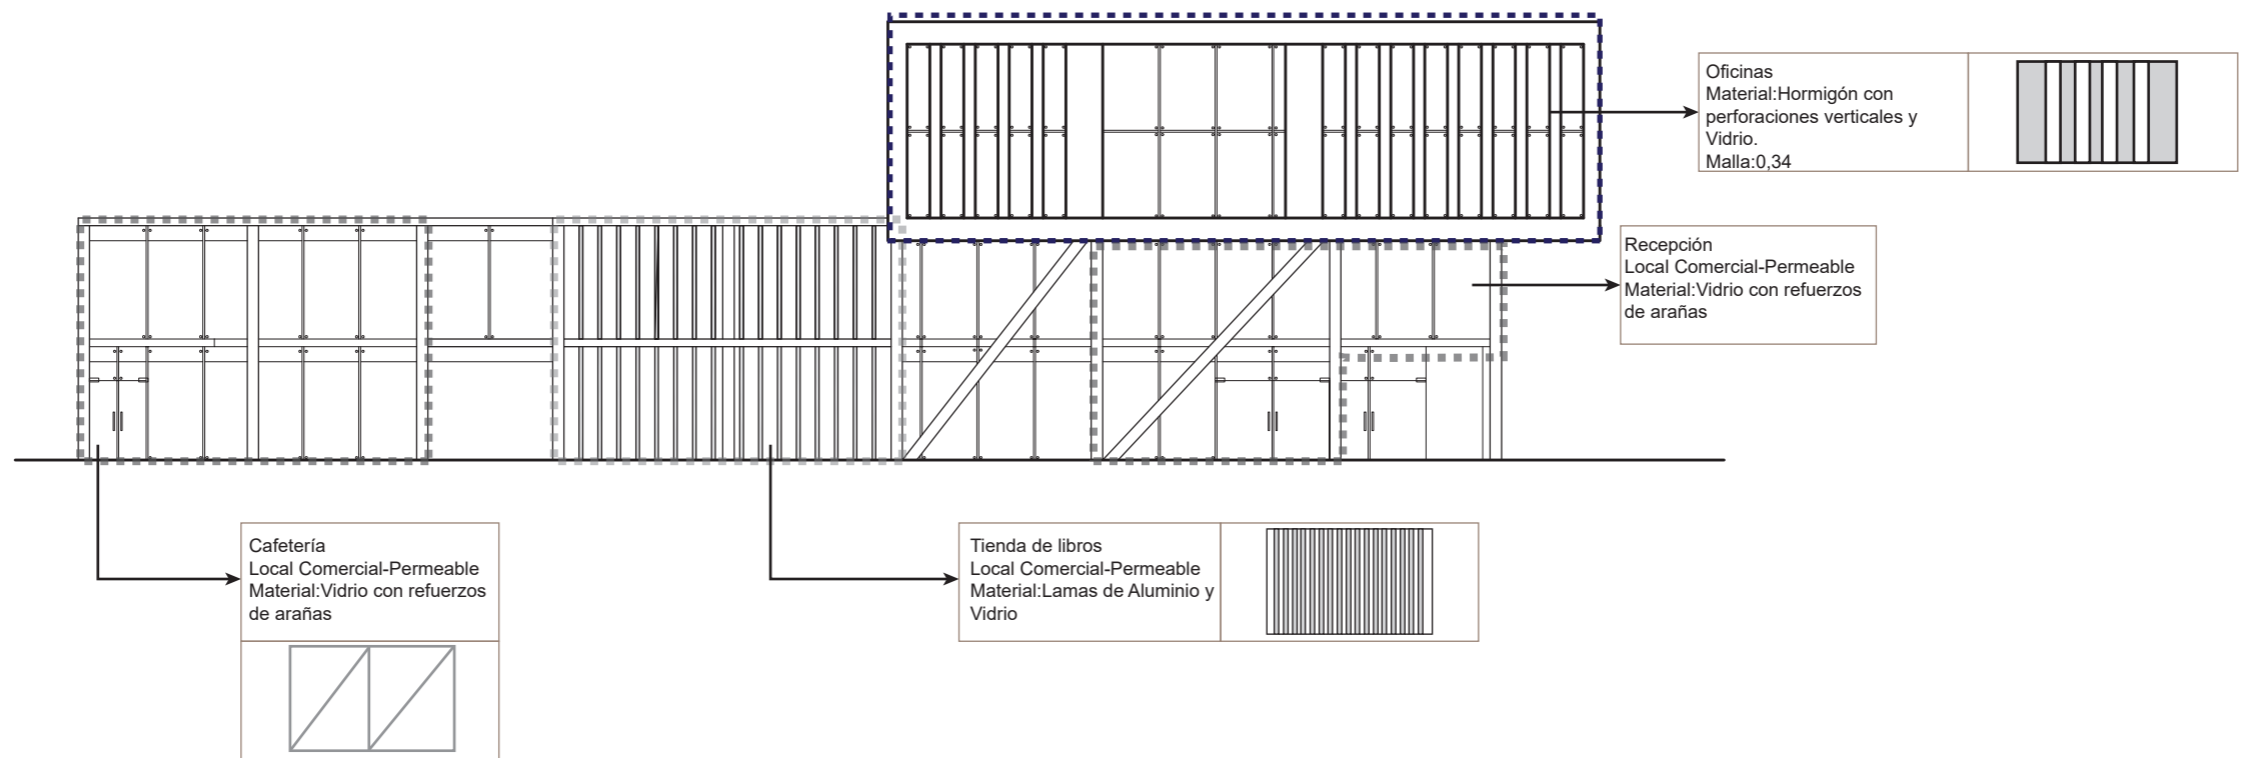 Oficinas
Material:Hormigón con
perforaciones verticales y
Vidrio.
Malla:0,34
Recepción
Local Comercial-Permeable
Material:Vidrio con refuerzos
de arañas
Cafetería
Local Comercial-Permeable
Material:Vidrio con refuerzos
de arañas
Tienda de libros
Local Comercial-Permeable
Material:Lamas de Aluminio y
Vidrio